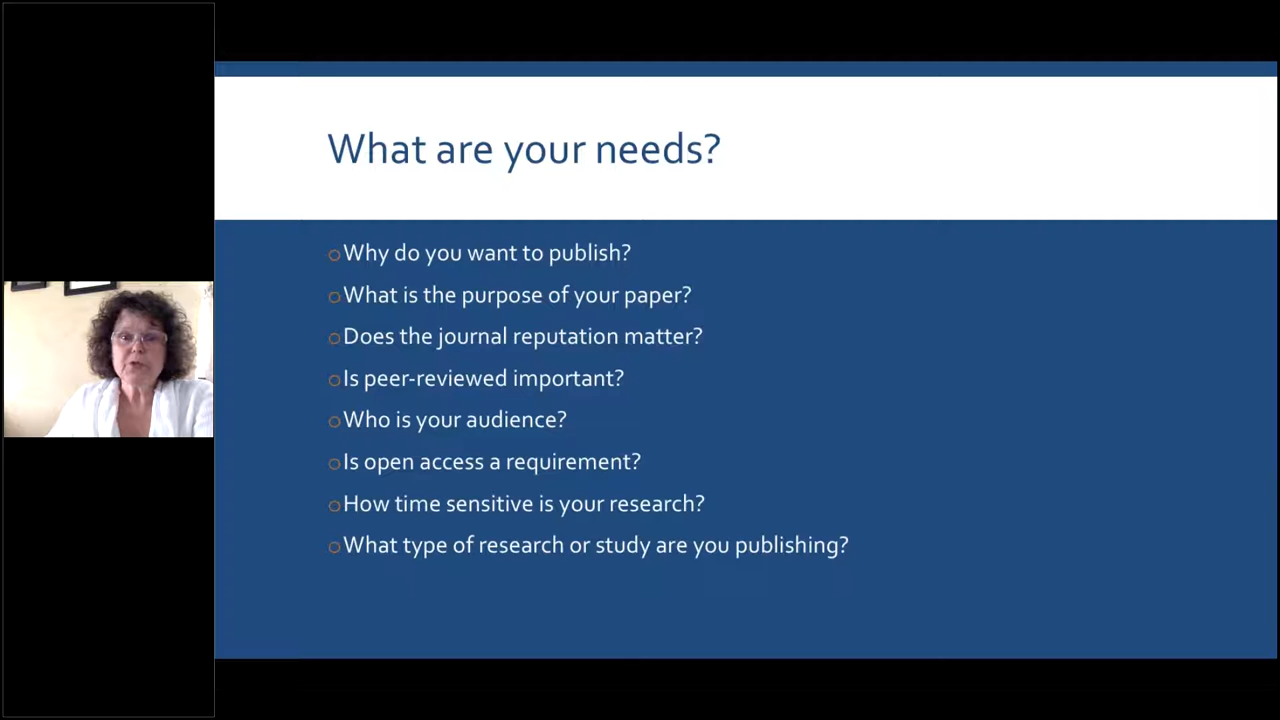 What are your needs?
Why do you want to publish?
What is the purpose of your paper?
Does the journal reputation matter?
Is peer-reviewed important?
Who is your audience?
Is open access a requirement?
How time sensitive is your research?
What type of research or study are you publishing?